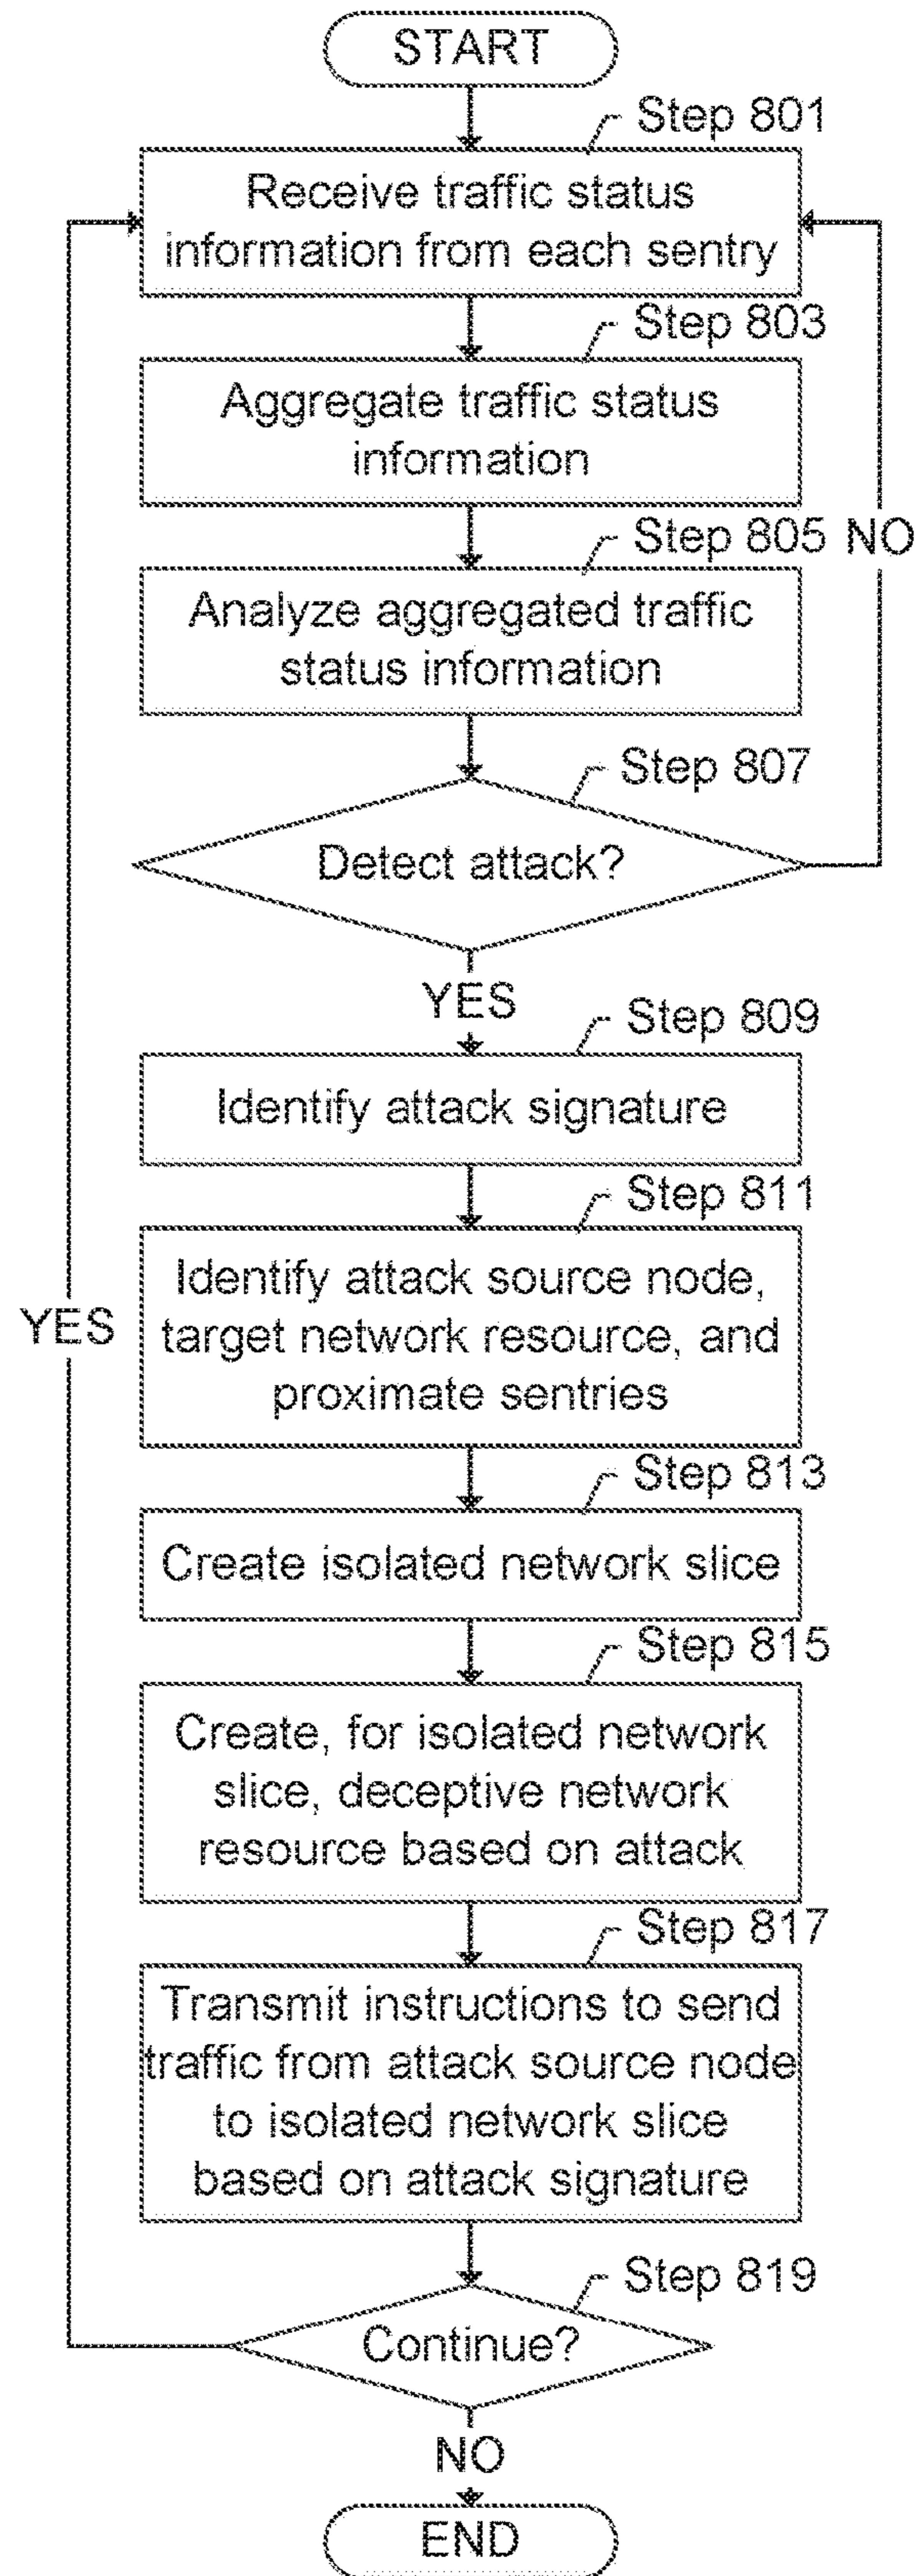 START
Step 801
Receive traffic status
information from each sentry
Step 803
Aggregate traffic status
information
Step 805
NO
Analyze aggregated traffic
status information
Step 807
Detect attack?
YES
Step 809
Identify attack signature
Step 811
Identify attack source node,
target network resource, and
proximate sentries
YES
Step 813
Create isolated network slice
Step 815
Create, for isolated network
slice, deceptive network
resource based on attack
Step 817
Transmit instructions to send
traffic from attack source node
to isolated network slice
based on attack signature
Step 819
Continue?
NO
END